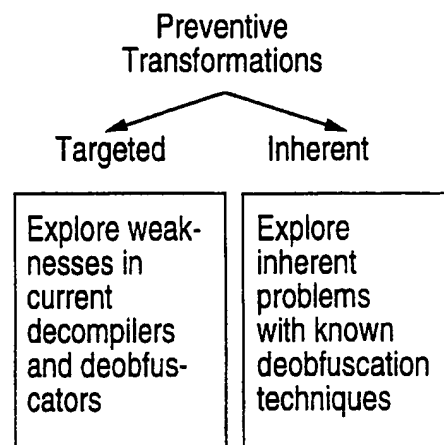 Preventive
Transformations
Targeted
Inherent
Explore weak-
nesses in
current
decompilers
and deobfus-
cators
Explore
inherent
problems
with known
deobfuscation
techniques